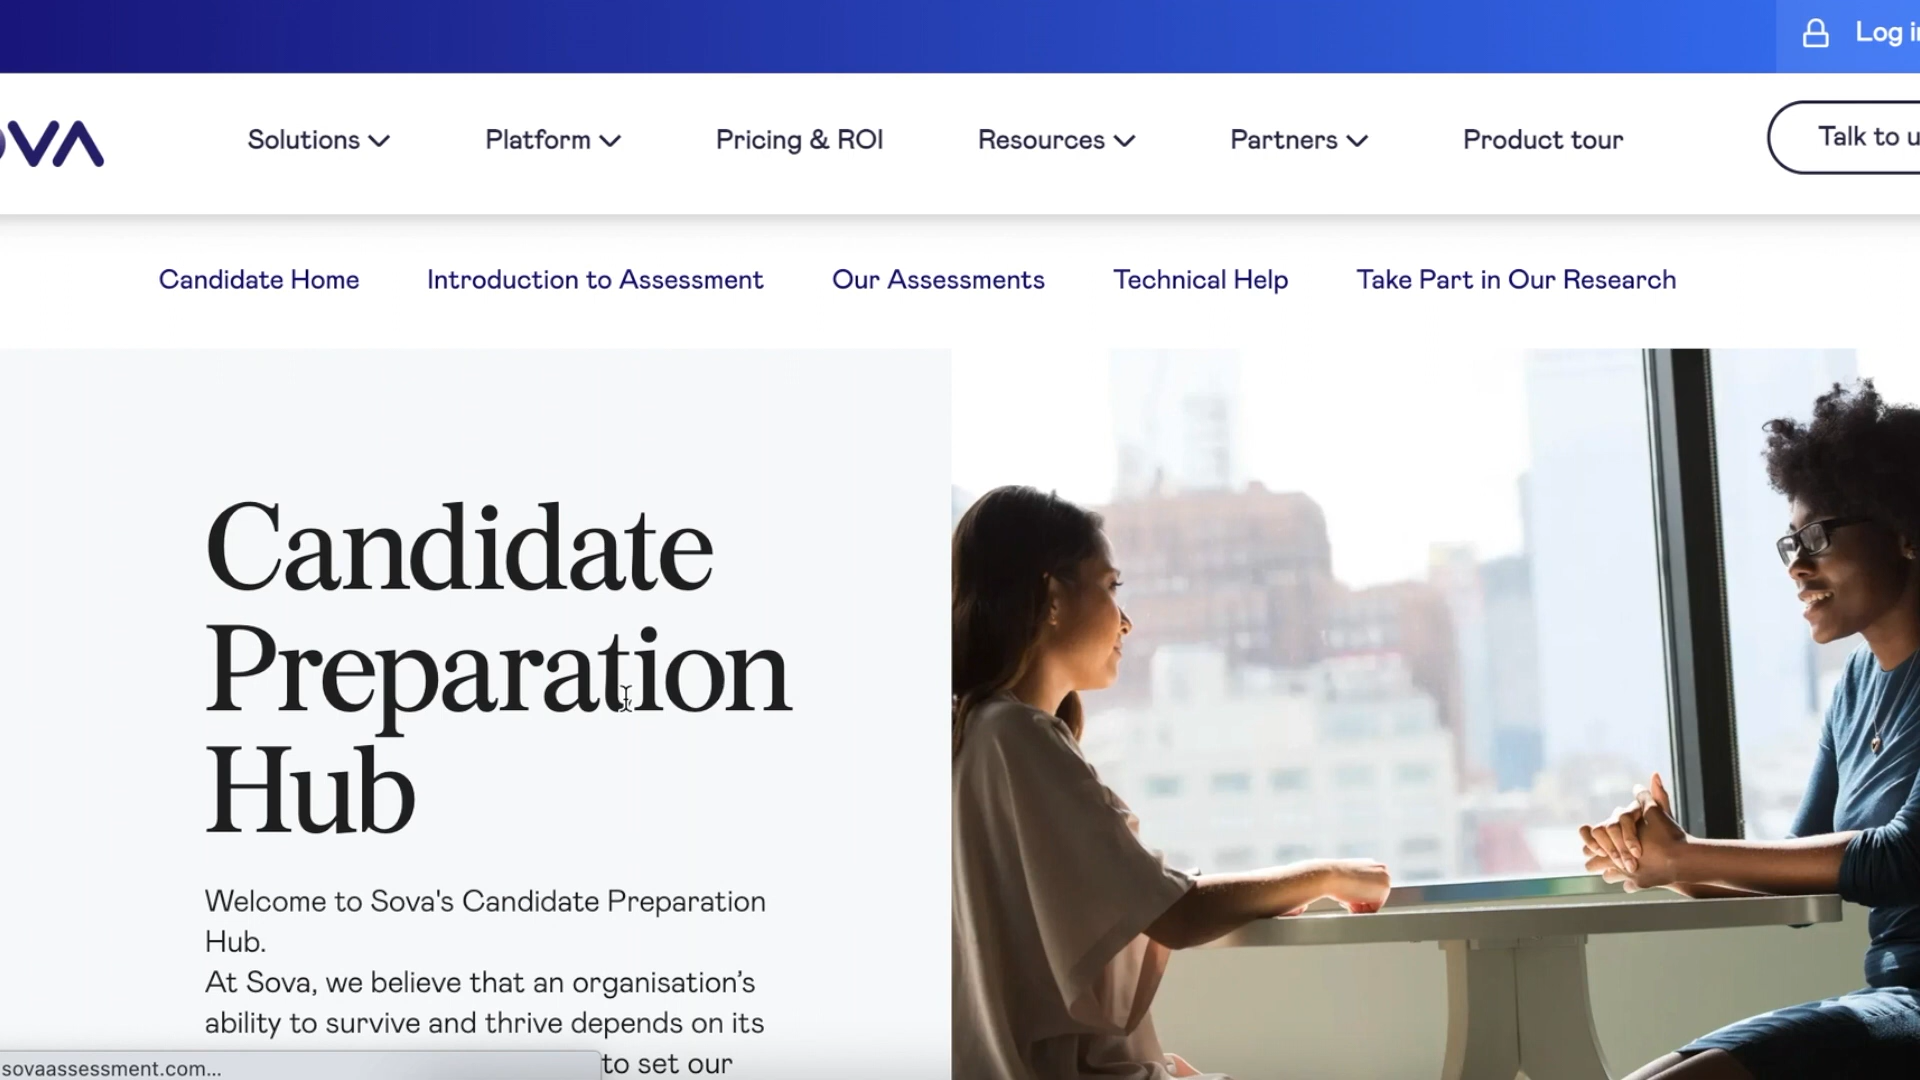 Log i
OVA
Solutions
Platform
Pricing & ROI
Resources
Partners
Product tour
Talk to u
Candidate Home
Introduction to Assessment
Our Assessments
Technical Help
Take Part in Our Research
Candidate
Preparation
Hub
Welcome to Sova's Candidate Preparation
Hub.
At Sova, we believe that an organisation’s
ability to survive and thrive depends on its
to set our
sovaassessment.com...